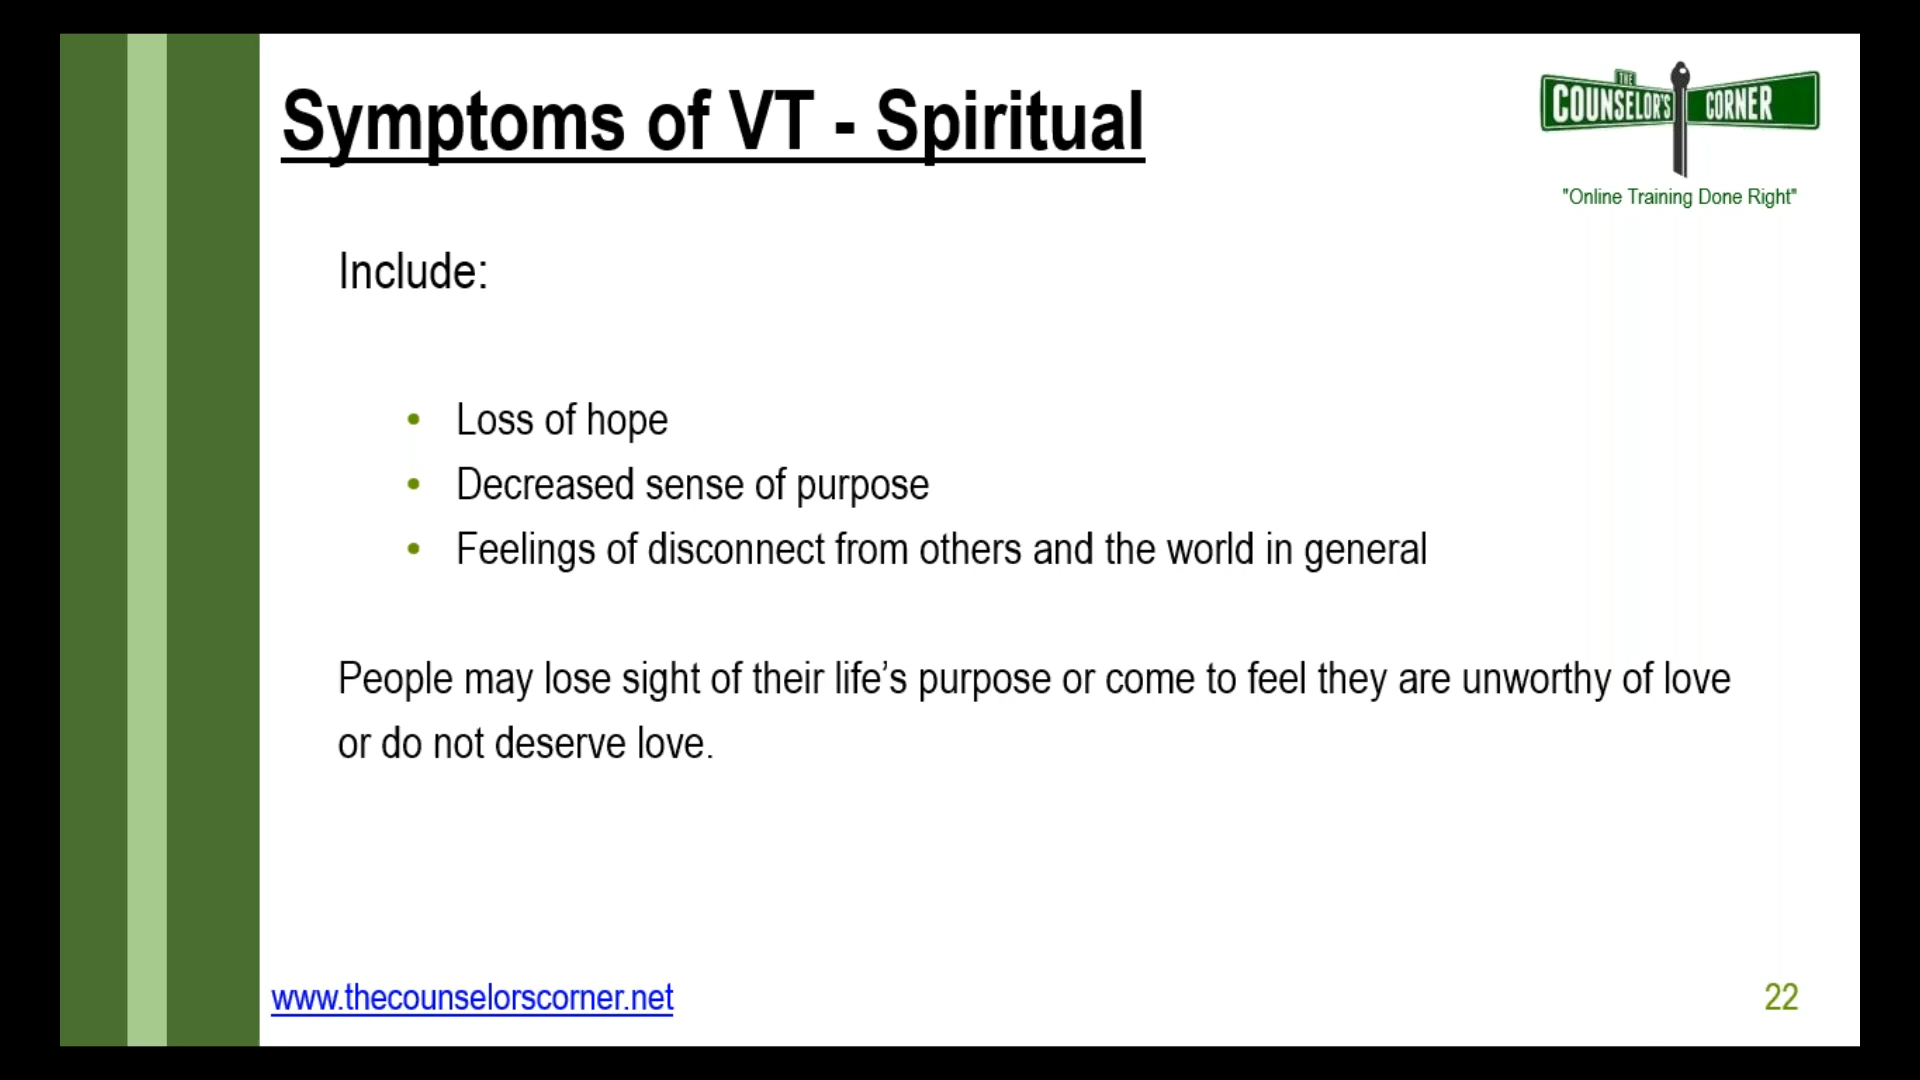 Symptoms of VT - Spiritual
THE
COUNSELOR'S CORNER
"Online Training Done Right"
Include:
• Loss of hope
• Decreased sense of purpose
• Feelings of disconnect from others and the world in general
People may lose sight of their life’s purpose or come to feel they are unworthy of love
or do not deserve love.
www.thecounselorscorner.net
22